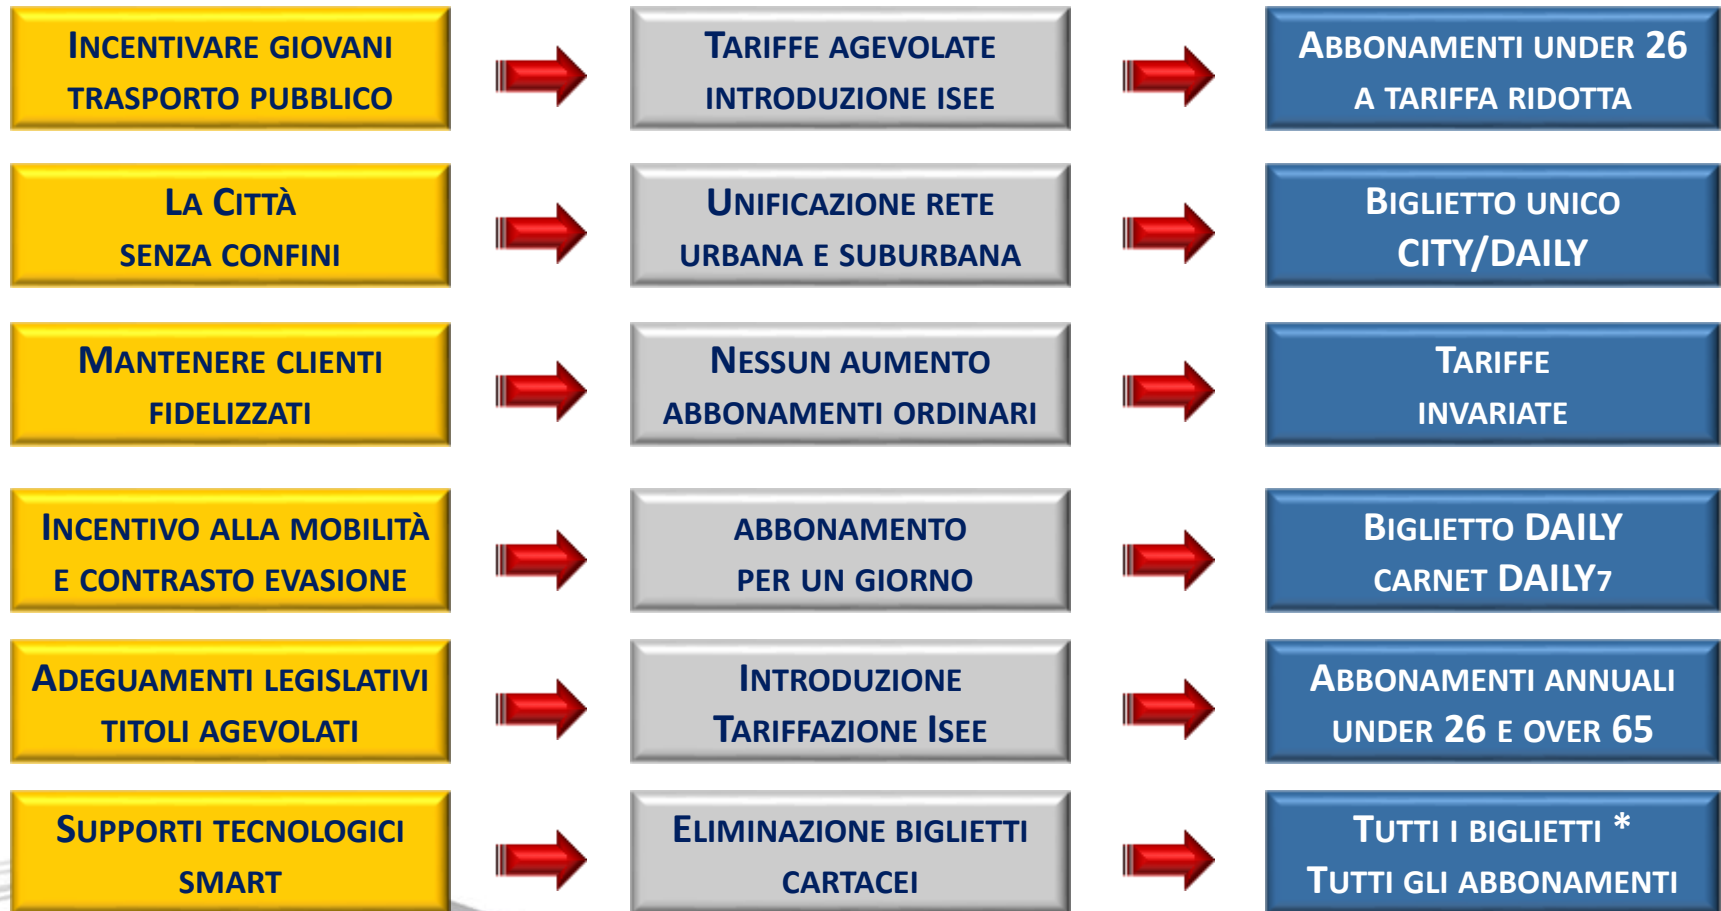 INCENTIVARE GIOVANI
TRASPORTO PUBBLICO
TARIFFE AGEVOLATE
INTRODUZIONE ISEE
ABBONAMENTI UNDER 26
A TARIFFA RIDOTTA
LA CITTÀ
SENZA CONFINI
UNIFICAZIONE RETE
URBANA E SUBURBANA
BIGLIETTO UNICO
CITY/DAILY
MANTENERE CLIENTI
FIDELIZZATI
NESSUN AUMENTO
ABBONAMENTI ORDINARI
TARIFFE
INVARIATE
INCENTIVO ALLA MOBILITÀ
E CONTRASTO EVASIONE
ABBONAMENTO
PER UN GIORNO
BIGLIETTO DAILY
CARNET DAILY7
ADEGUAMENTI LEGISLATIVI
TITOLI AGEVOLATI
INTRODUZIONE
TARIFFAZIONE ISEE
ABBONAMENTI ANNUALI
UNDER 26 E OVER 65
SUPPORTI TECNOLOGICI
SMART
ELIMINAZIONE BIGLIETTI
CARTACEI
TUTTI I BIGLIETTI *
TUTTI GLI ABBONAMENTI